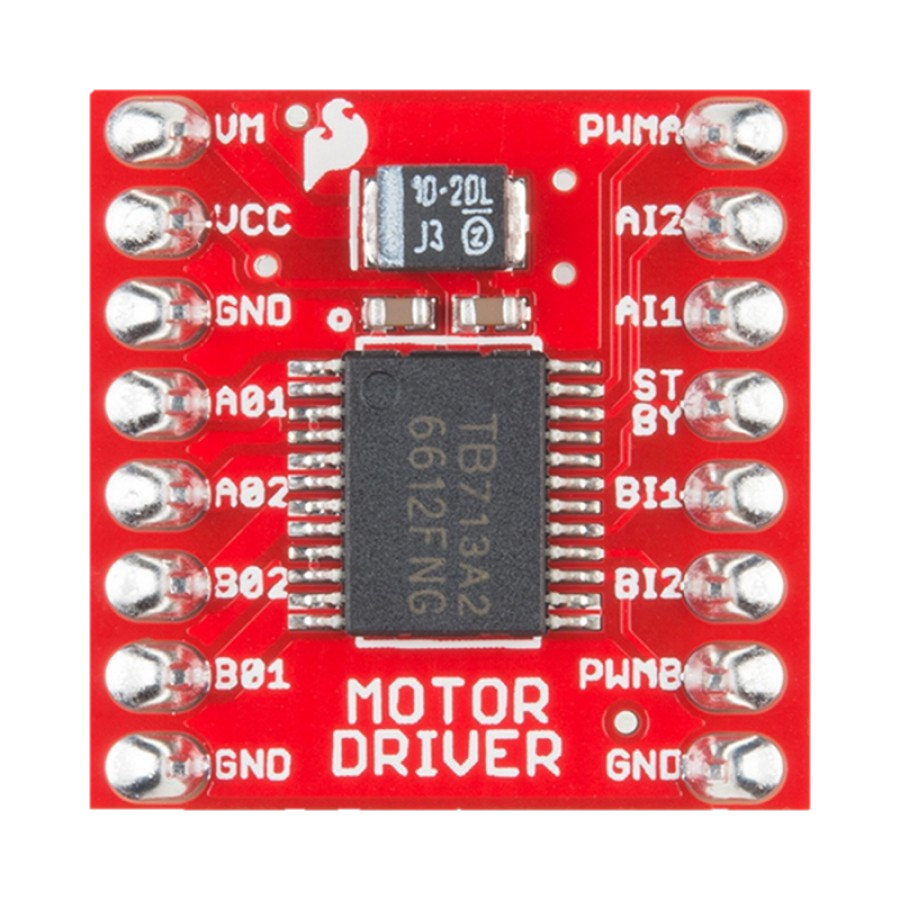 VM
PWMA
10-20L
J3
VCC
AI2
GND
AI1
A01
ST
BY
TB713A2
6612FNG
A02
BI1
B02
BI2
B01
PWMB
MOTOR
DRIVER
GND
GND